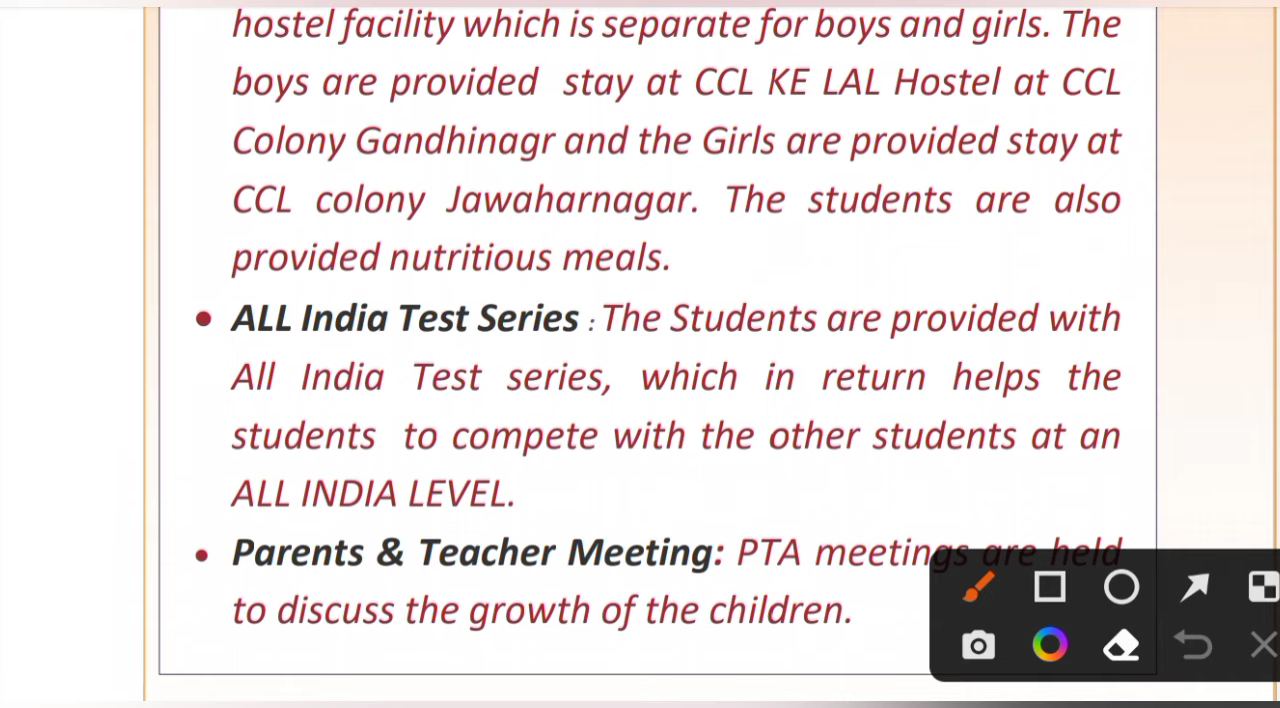 hostel facility which is separate for boys and girls. The
boys are provided stay at CCL KE LAL Hostel at CCL
Colony Gandhinagr and the Girls are provided stay at
CCL colony Jawaharnagar. The students are also
provided nutritious meals.
• ALL India Test Series : The Students are provided with
All India Test series, which in return helps the
students to compete with the other students at an
ALL INDIA LEVEL.
• Parents & Teacher Meeting: PTA meetings are held
to discuss the growth of the children.